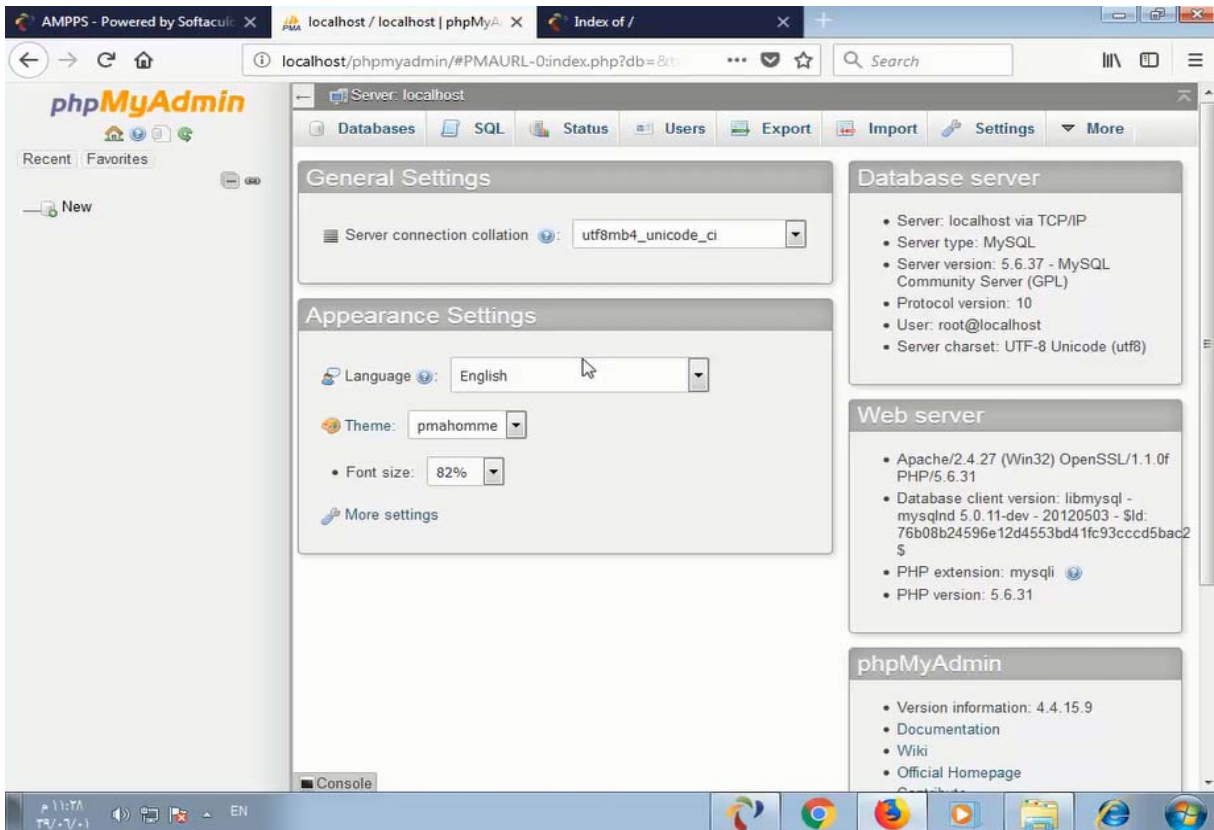 AMPPS - Powered by Softaculo
localhost / localhost | phpMyA
Index of /
localhost/phpmyadmin/#PMAURL-0:index.php?db=&t
Search
phpMyAdmin
Recent Favorites
New
Server: localhost
Databases SQL Status Users Export Import Settings More
General Settings
Server connection collation : utf8mb4_unicode_ci
Appearance Settings
Language : English
Theme: pmahomme
• Font size: 82%
More settings
Console
Database server
• Server: localhost via TCP/IP
• Server type: MySQL
• Server version: 5.6.37 - MySQL
Community Server (GPL)
• Protocol version: 10
• User: root@localhost
• Server charset: UTF-8 Unicode (utf8)
Web server
• Apache/2.4.27 (Win32) OpenSSL/1.1.0f
PHP/5.6.31
• Database client version: libmysql -
mysqlnd 5.0.11-dev - 20120503 - $Id:
76b08b24596e12d4553bd41fc93cccd5bac2
$
• PHP extension: mysqli
• PHP version: 5.6.31
phpMyAdmin
• Version information: 4.4.15.9
• Documentation
• Wiki
• Official Homepage
١١:٢٨ م
EN